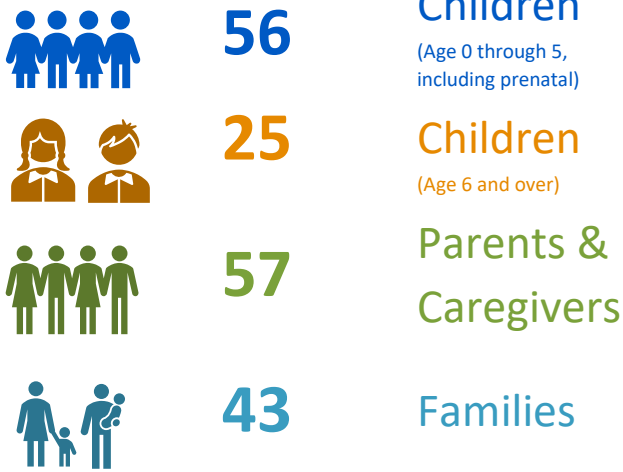 56
Children
(Age 0 through 5,
including prenatal)
25
Children
(Age 6 and over)
57
Parents &
Caregivers
43
Families